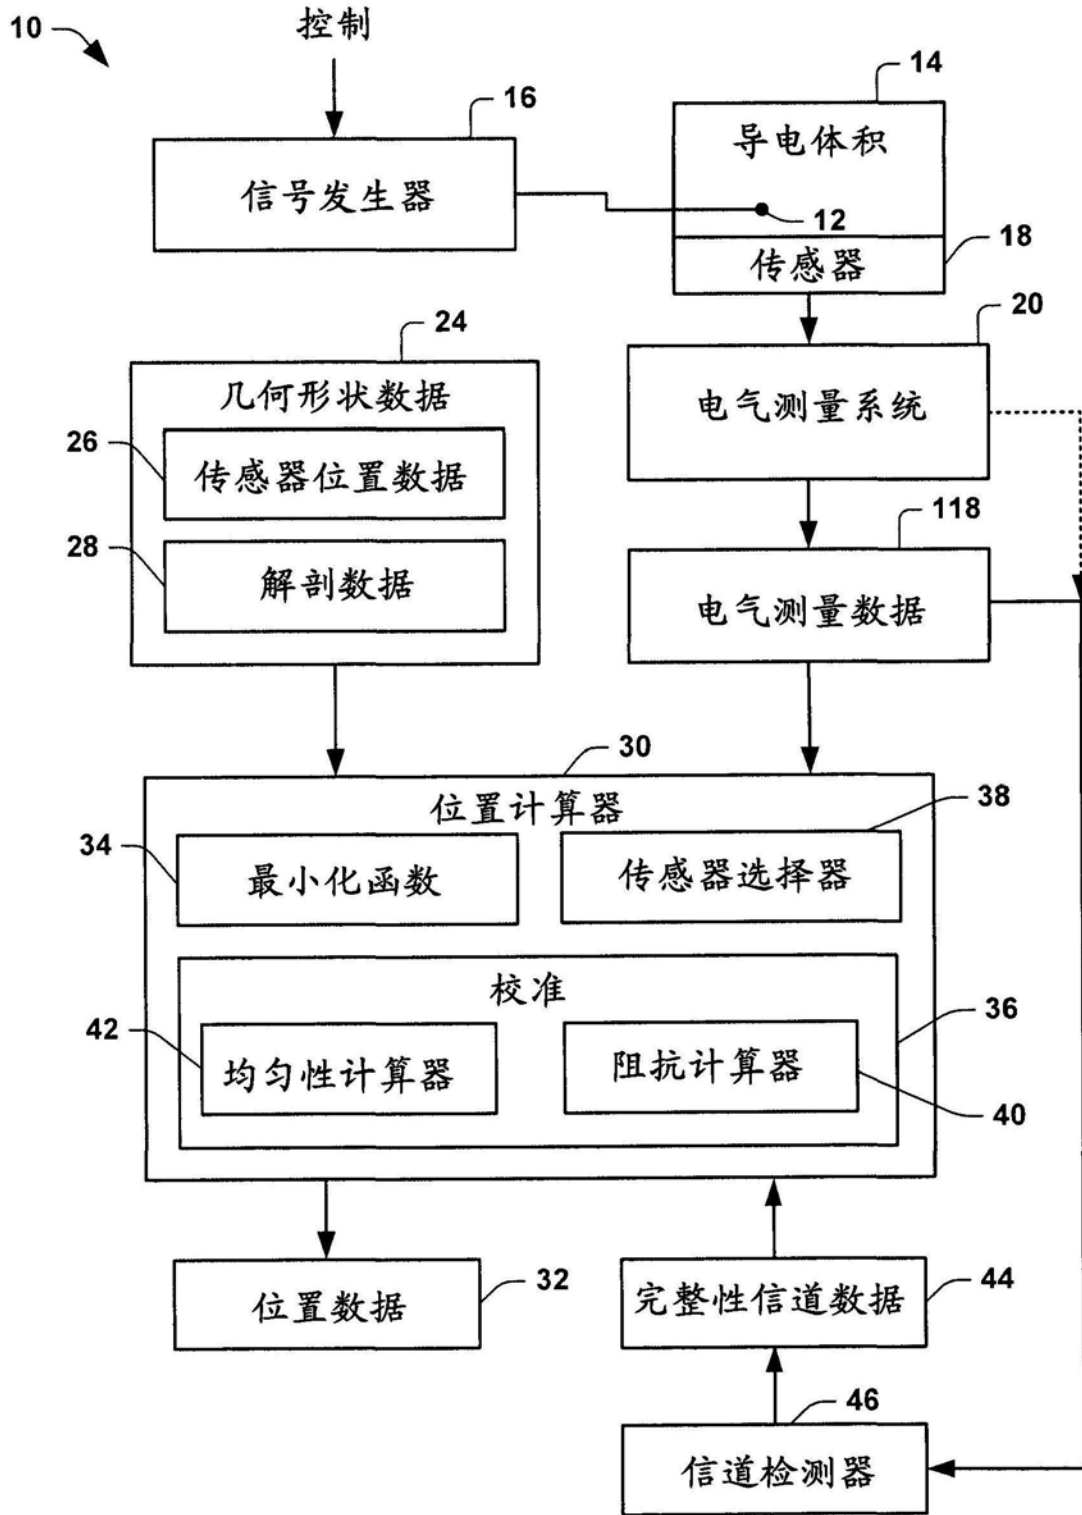 10
控制
16
14
信号发生器
导电体积
12
18
传感器
24
20
几何形状数据
电气测量系统
26
传感器位置数据
118
28
解剖数据
电气测量数据
30
位置计算器
38
34
最小化函数
传感器选择器
校准
42
36
均匀性计算器
阻抗计算器
40
32
44
位置数据
完整性信道数据
46
信道检测器